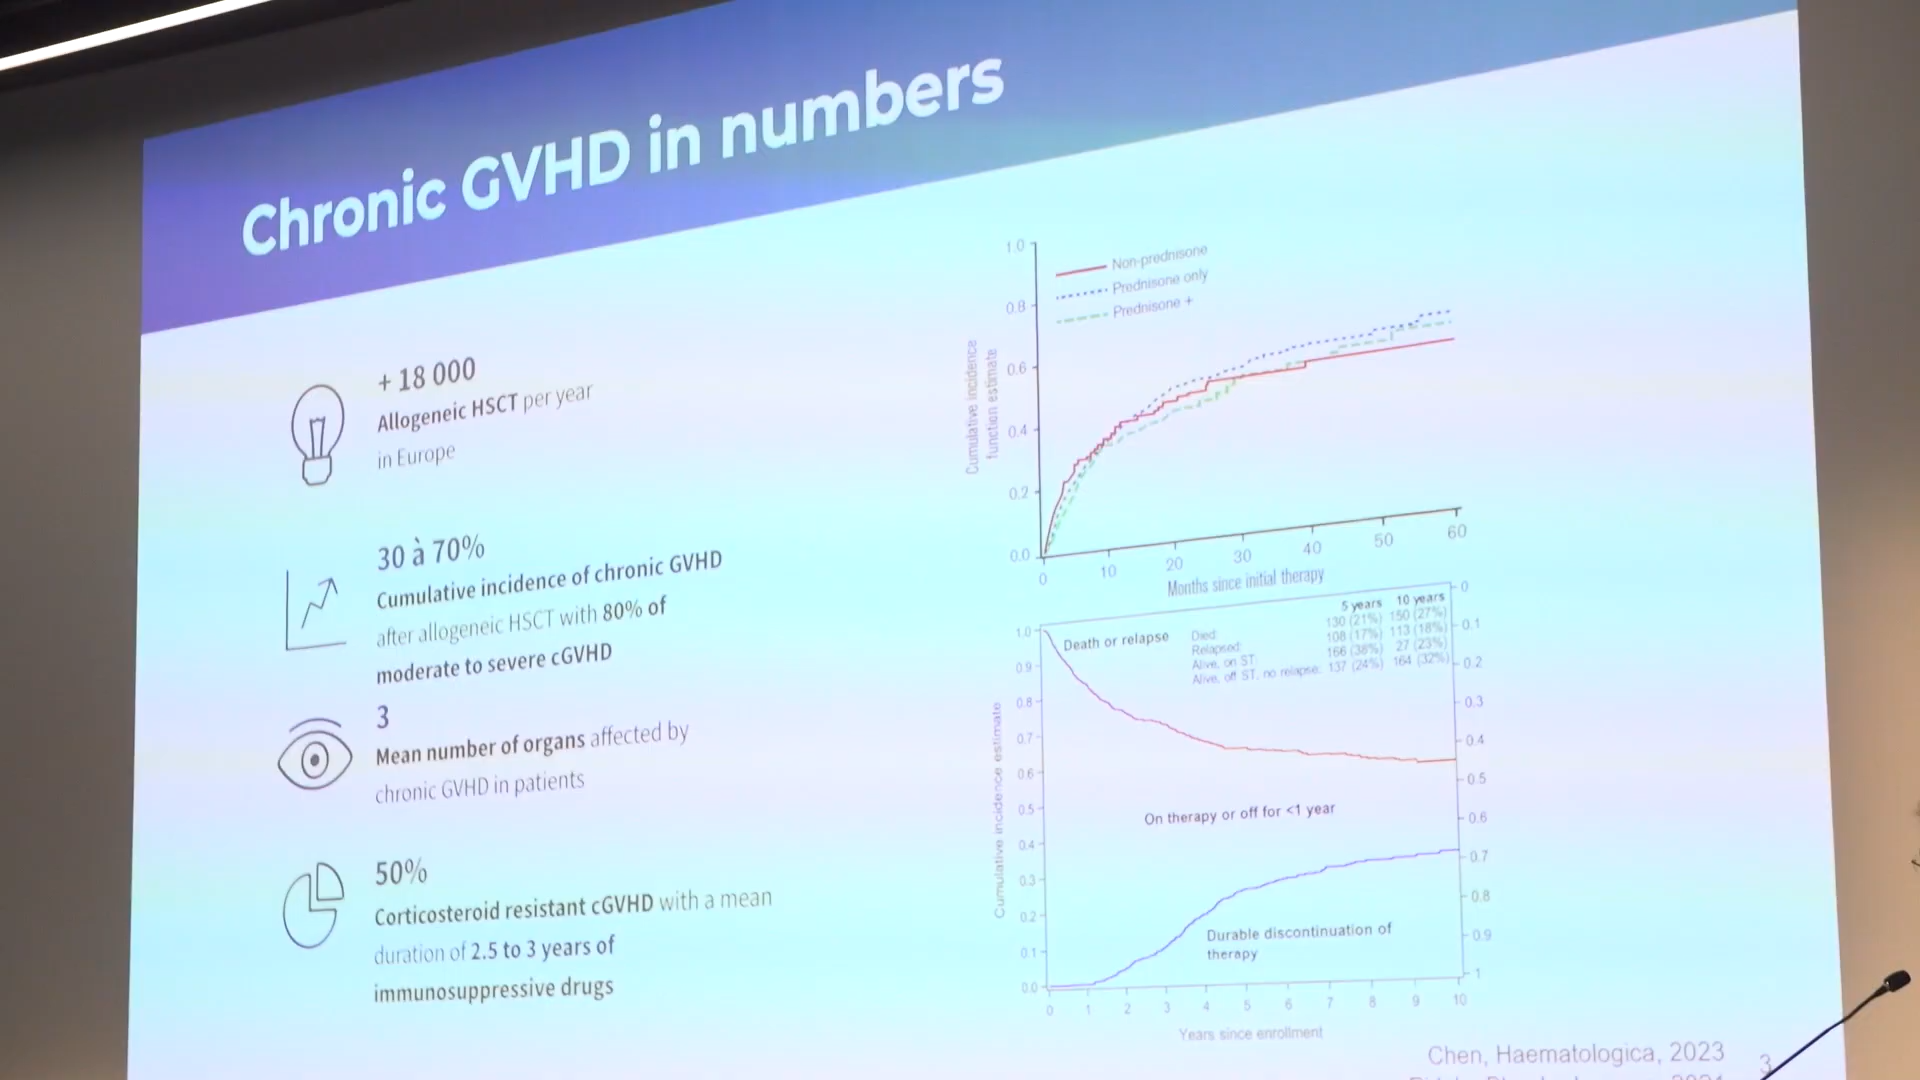 Chronic GVHD in numbers
+ 18 000
Allogeneic HSCT per year
in Europe
30 à 70%
Cumulative incidence of chronic GVHD
after allogeneic HSCT with 80% of
moderate to severe cGVHD
3
Mean number of organs affected by
chronic GVHD in patients
50%
Corticosteroid resistant cGVHD with a mean
duration of 2.5 to 3 years of
immunosuppressive drugs
Cumulative incidence
function estimate
1.0
0.8
0.6
0.4
0.2
0.0
Non-prednisone
Prednisone only
Prednisone +
0 10 20 30 40 50 60
Months since initial therapy
Cumulative incidence estimate
1.0
0.9
0.8
0.7
0.6
0.5
0.4
0.3
0.2
0.1
0.0
Death or relapse
5 years 10 years
Died: 130 (21%) 150 (27%)
Relapsed: 108 (17%) 113 (18%)
Alive, on ST: 166 (38%) 27 (23%)
Alive, off ST, no relapse: 137 (24%) 164 (32%)
On therapy or off for <1 year
Durable discontinuation of
therapy
0
0.1
0.2
0.3
0.4
0.5
0.6
0.7
0.8
0.9
1
0 1 2 3 4 5 6 7 8 9 10
Years since enrollment
Chen, Haematologica, 2023
3